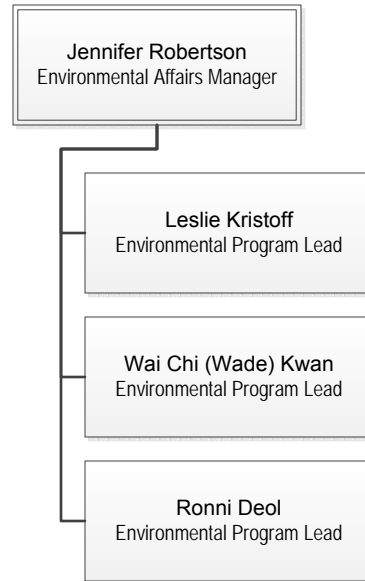 Jennifer Robertson
Environmental Affairs Manager
Leslie Kristoff
Environmental Program Lead
Wai Chi (Wade) Kwan
Environmental Program Lead
Ronni Deol
Environmental Program Lead